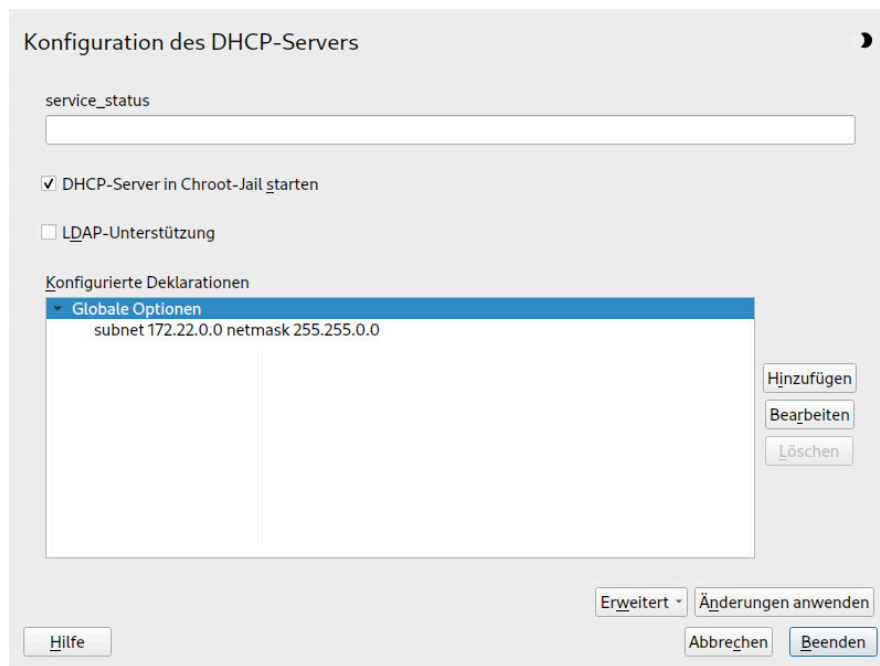 Konfiguration des DHCP-Servers
service_status
DHCP-Server in Chroot-Jail starten
LDAP-Unterstützung
Konfigurierte Deklarationen
Globale Optionen
subnet 172.22.0.0 netmask 255.255.0.0
Hinzufügen
Bearbeiten
Löschen
Erweitert
Änderungen anwenden
Hilfe
Abbrechen
Beenden